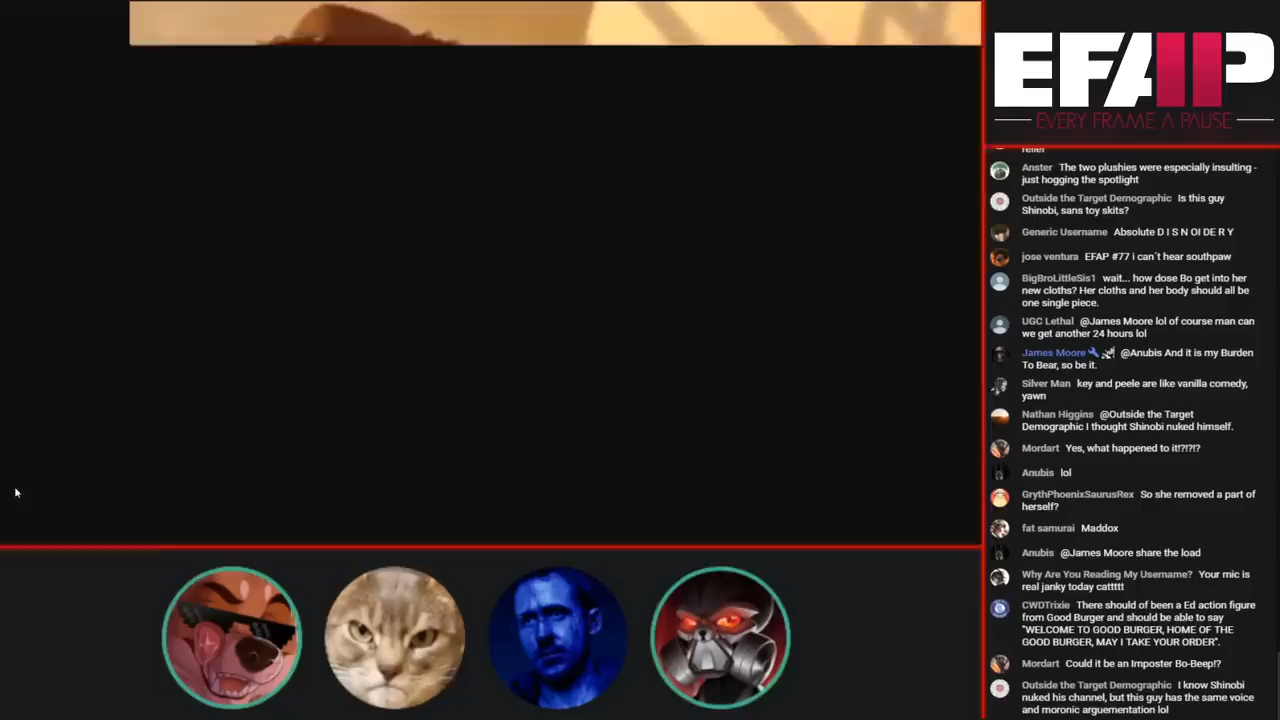 EFAP
EVERY FRAME A PAUSE
relief
Anster The two plushies were especially insulting -
just hogging the spotlight
Outside the Target Demographic Is this guy
Shinobi, sans toy skits?
Generic Username Absolute D I S N OI DE R Y
jose ventura EFAP #77 i can´t hear southpaw
BigBroLittleSis1 wait... how dose Bo get into her
new cloths? Her cloths and her body should all be
one single piece.
UGC Lethal @James Moore lol of course man can
we get another 24 hours lol
James Moore @Anubis And it is my Burden
To Bear, so be it.
Silver Man key and peele are like vanilla comedy,
yawn
Nathan Higgins @Outside the Target
Demographic I thought Shinobi nuked himself.
Mordart Yes, what happened to it!?!?!?
Anubis lol
GrythPhoenixSaurusRex So she removed a part of
herself?
fat samurai Maddox
Anubis @James Moore share the load
Why Are You Reading My Username? Your mic is
real janky today cattttt
CWDTrixie There should of been a Ed action figure
from Good Burger and should be able to say
"WELCOME TO GOOD BURGER, HOME OF THE
GOOD BURGER, MAY I TAKE YOUR ORDER".
Mordart Could it be an Imposter Bo-Beep!?
Outside the Target Demographic I know Shinobi
nuked his channel, but this guy has the same voice
and moronic arguementation lol